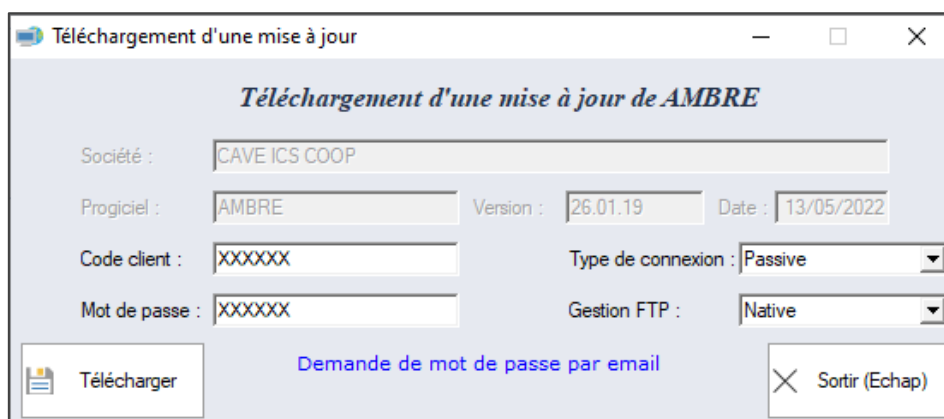 Téléchargement d'une mise à jour
Téléchargement d'une mise à jour de AMBRE
Société : CAVE ICS COOP
Progiciel : AMBRE Version : 26.01.19 Date : 13/05/2022
Code client : XXXXXX Type de connexion : Passive
Mot de passe : XXXXXX Gestion FTP : Native
Télécharger Demande de mot de passe par email Sortir (Echap)